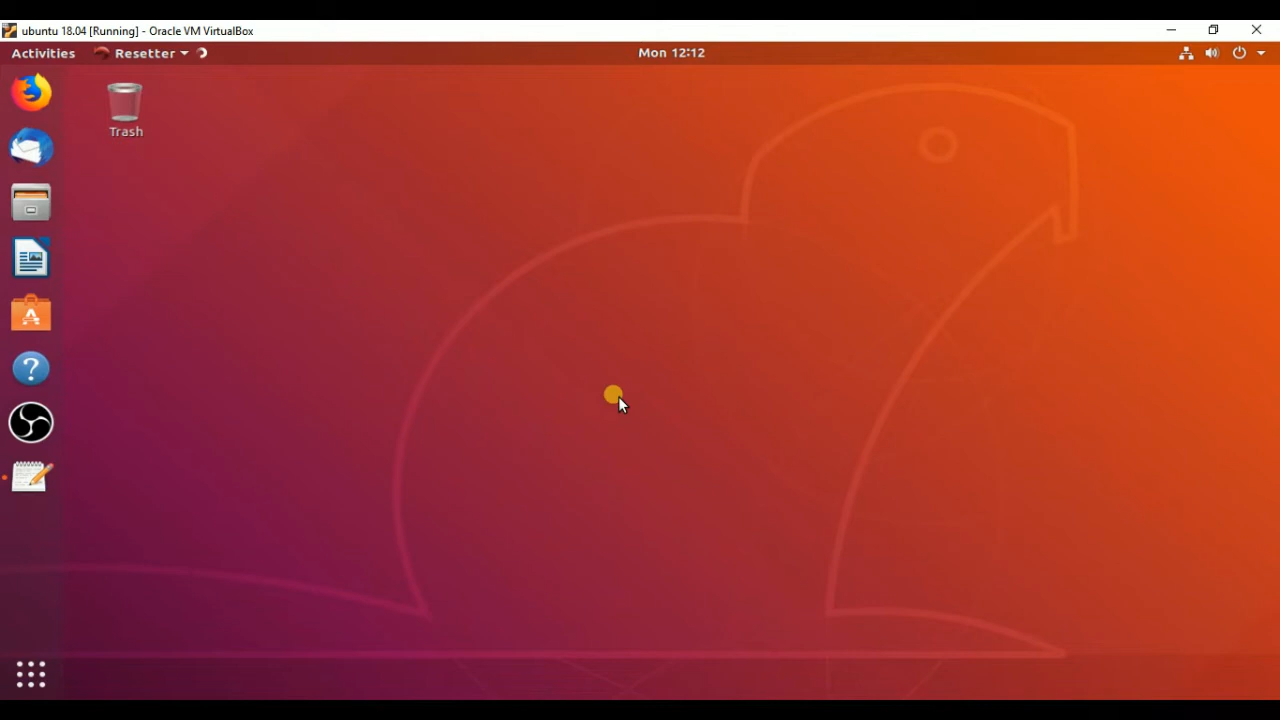 ubuntu 18.04 [Running] - Oracle VM VirtualBox
Activities Resetter Mon 12:12
Trash